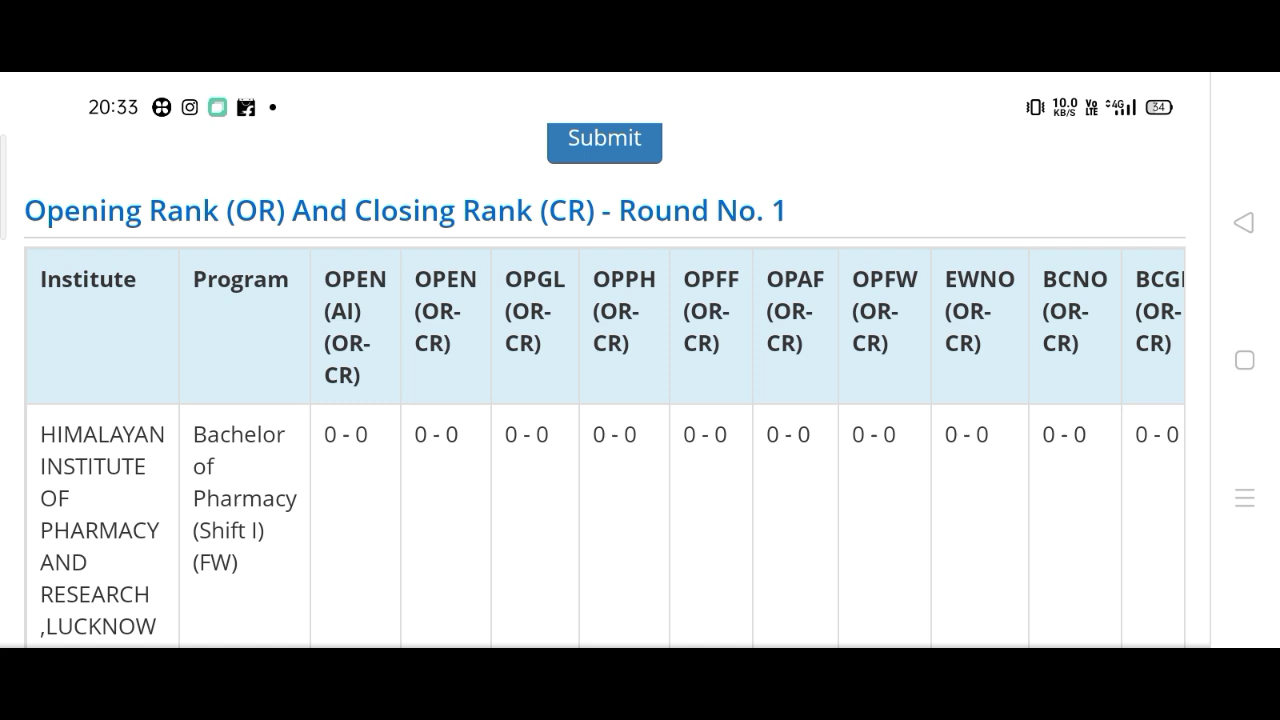 20:33
10.0 KB/S Vo LTE 4G 34
Submit
Opening Rank (OR) And Closing Rank (CR) - Round No. 1
Institute
Program
OPEN
(AI)
(OR-
CR)
OPEN
(OR-
CR)
OPGL
(OR-
CR)
OPPH
(OR-
CR)
OPFF
(OR-
CR)
OPAF
(OR-
CR)
OPFW
(OR-
CR)
EWNO
(OR-
CR)
BCNO
(OR-
CR)
(OR-
CR)
HIMALAYAN
INSTITUTE
OF
PHARMACY
AND
RESEARCH
,LUCKNOW
Bachelor
of
Pharmacy
(Shift I)
(FW)
0 - 0
0 - 0
0 - 0
0 - 0
0 - 0
0 - 0
0 - 0
0 - 0
0 - 0
0 - 0